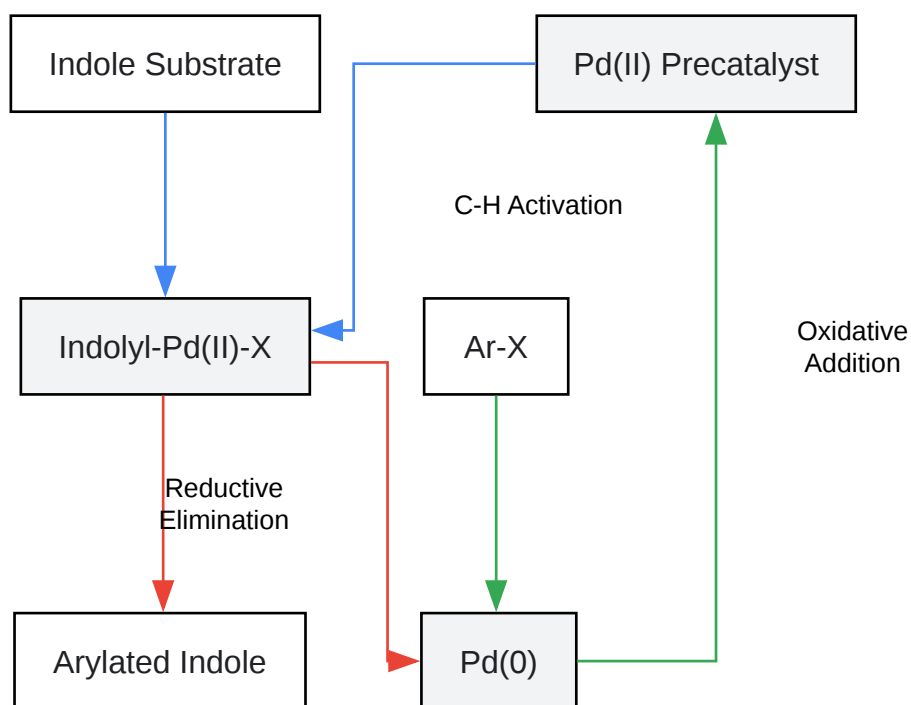 Indole Substrate
Pd(II) Precatalyst
C-H Activation
Indolyl-Pd(II)-X
Ar-X
Oxidative
Addition
Reductive
Elimination
Arylated Indole
Pd(0)